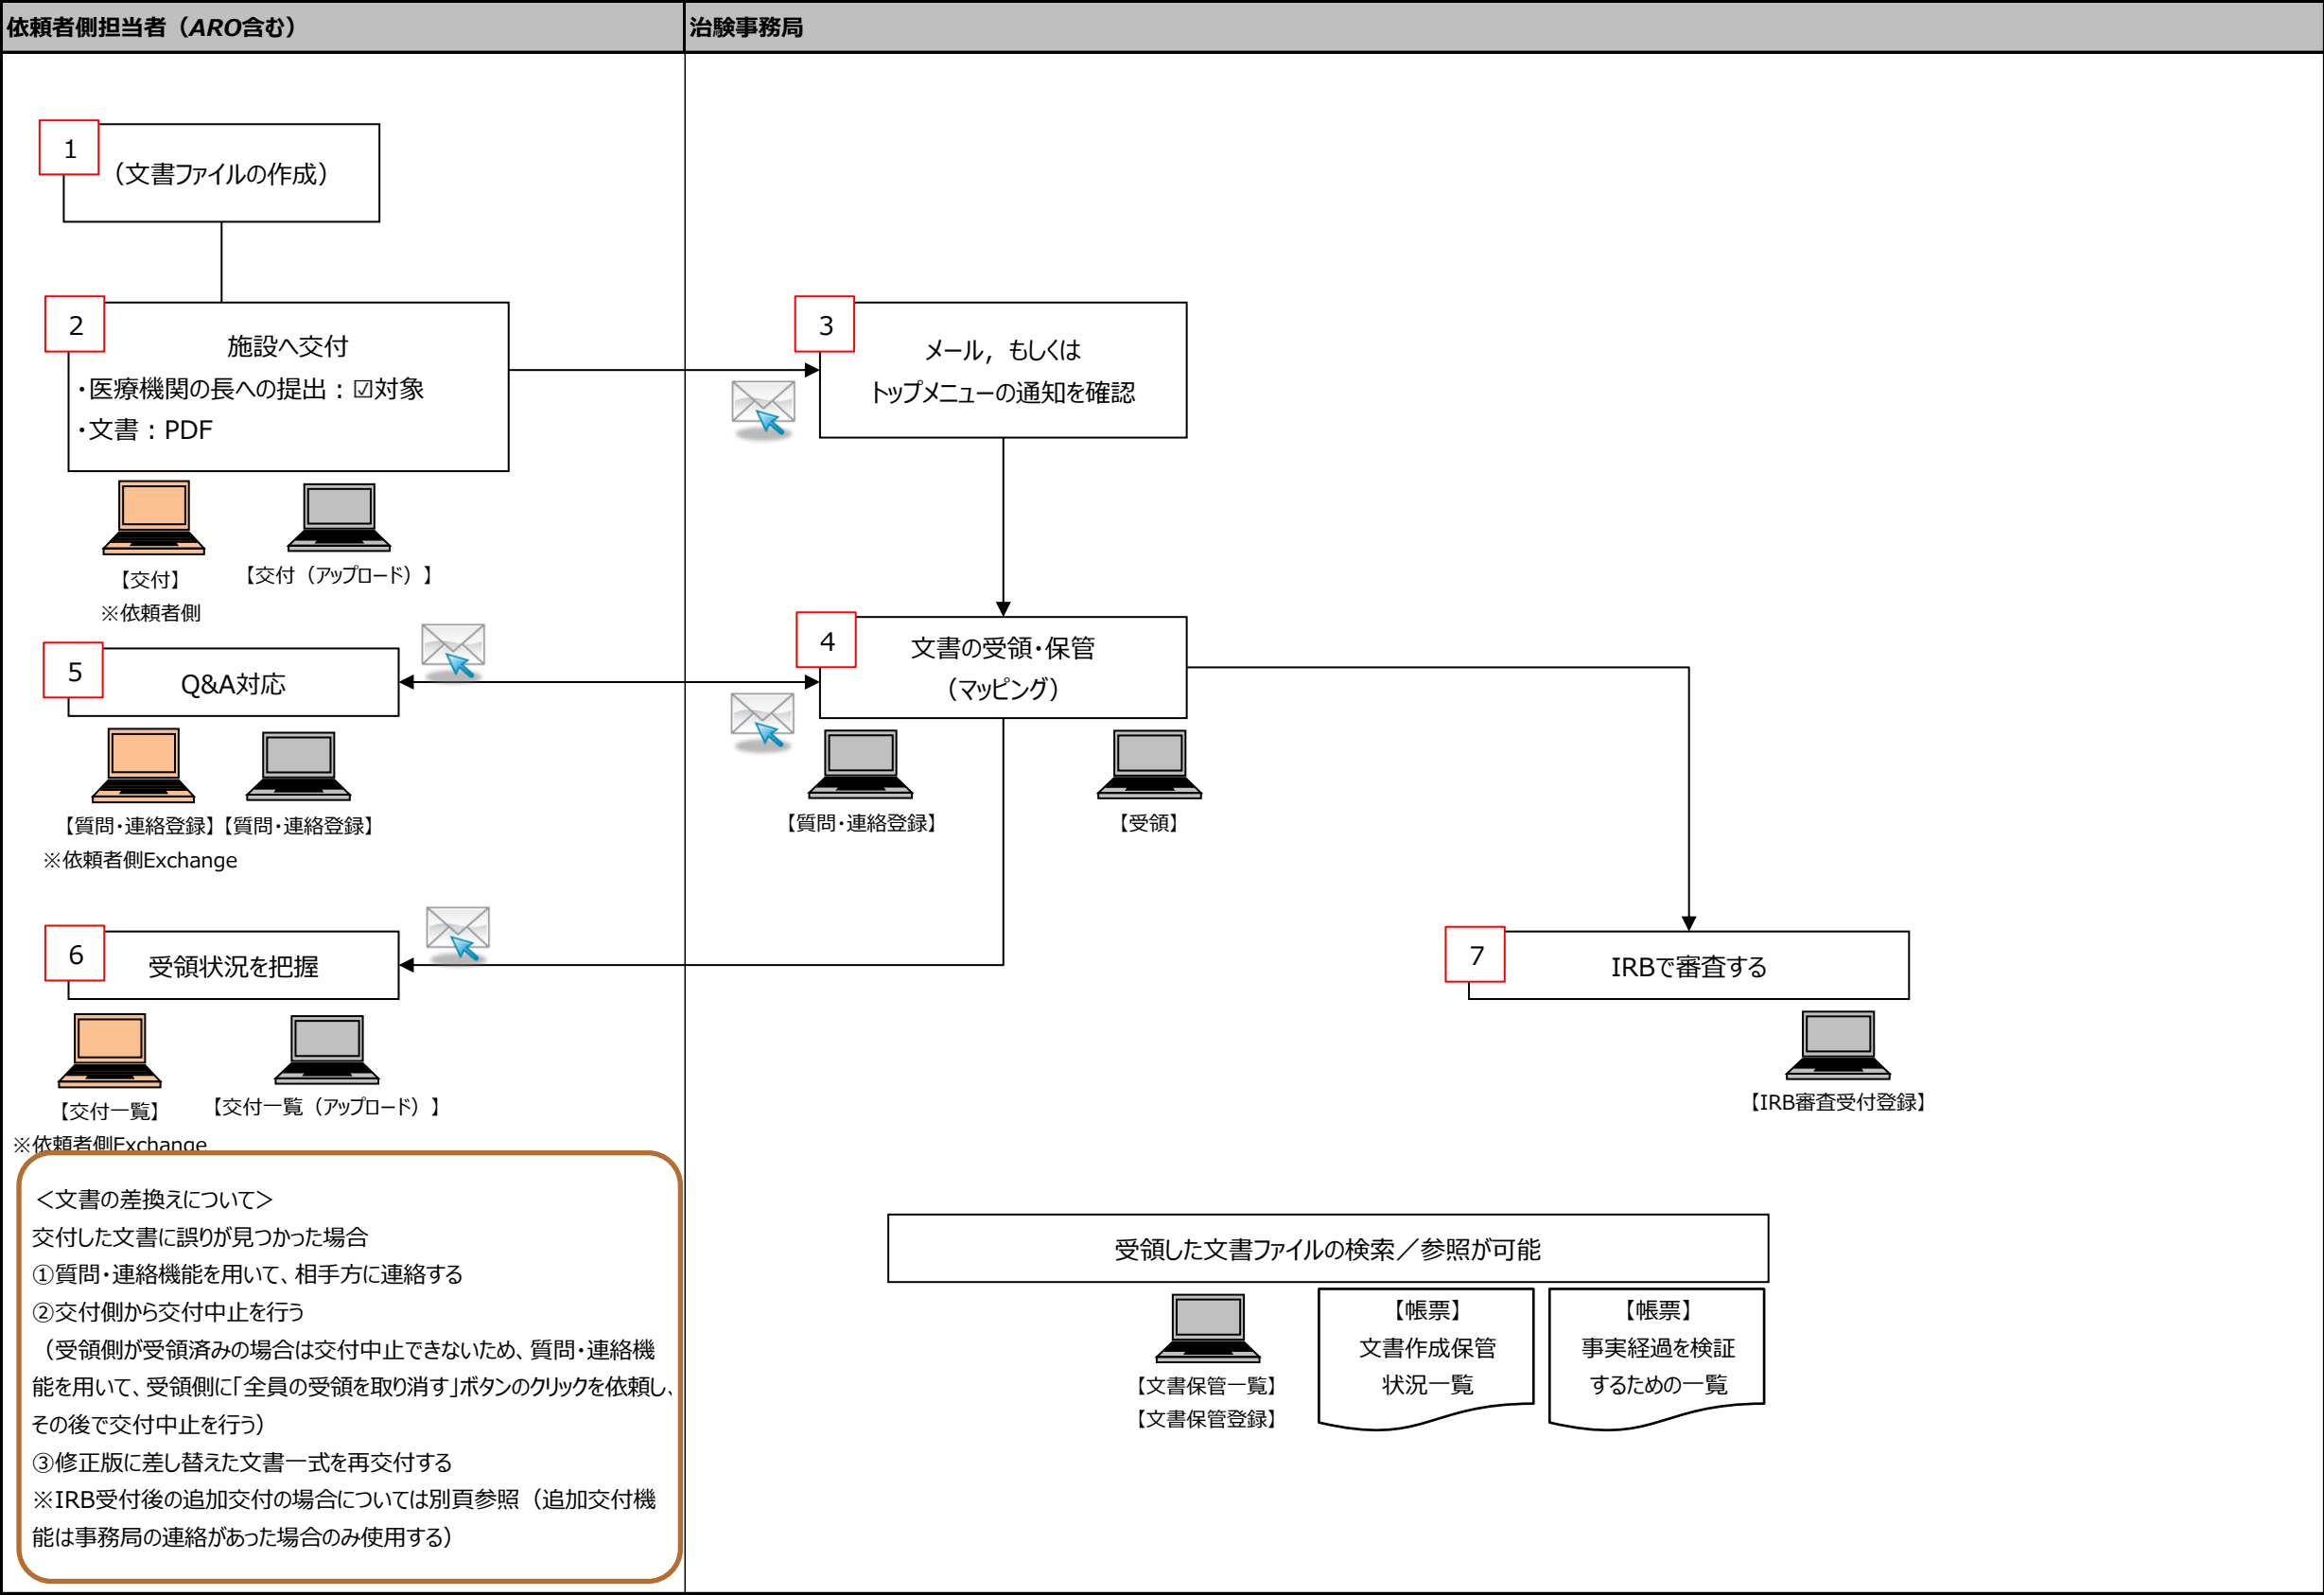 依頼者側担当者（ARO含む）
治験事務局
1
（文書ファイルの作成）
2
施設へ交付
・医療機関の長への提出：☑対象
・文書：PDF
【交付】
※依頼者側
【交付（アップロード）】
3
メール，もしくは
トップメニューの通知を確認
4
文書の受領・保管
（マッピング）
【質問・連絡登録】
【受領】
5
Q&A対応
【質問・連絡登録】
※依頼者側Exchange
【質問・連絡登録】
6
受領状況を把握
【交付一覧】
※依頼者側Exchange
【交付一覧（アップロード）】
7
IRBで審査する
【IRB審査受付登録】
＜文書の差換えについて＞
交付した文書に誤りが見つかった場合
①質問・連絡機能を用いて、相手方に連絡する
②交付側から交付中止を行う
（受領側が受領済みの場合は交付中止できないため、質問・連絡機
能を用いて、受領側に「全員の受領を取り消す」ボタンのクリックを依頼し、
その後で交付中止を行う）
③修正版に差し替えた文書一式を再交付する
※IRB受付後の追加交付の場合については別頁参照（追加交付機
能は事務局の連絡があった場合のみ使用する）
受領した文書ファイルの検索／参照が可能
【文書保管一覧】
【文書保管登録】
【帳票】
文書作成保管
状況一覧
【帳票】
事実経過を検証
するための一覧